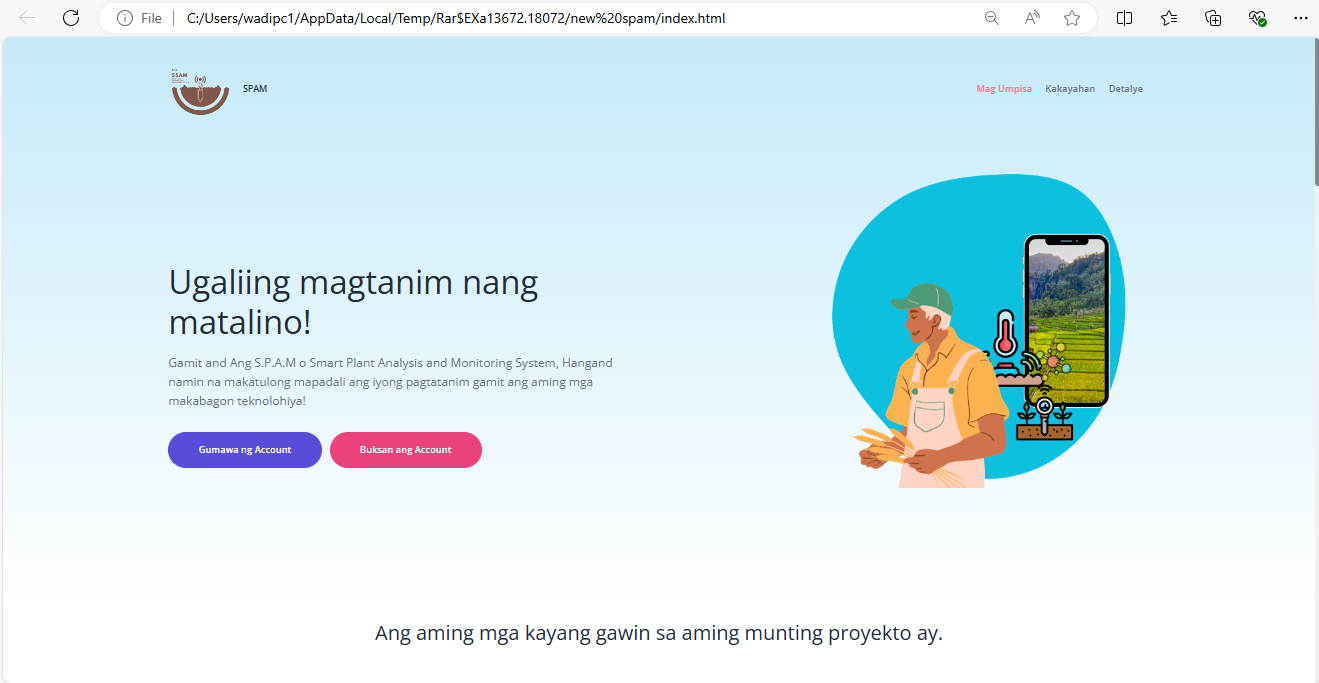 File
C:/Users/wadipc1/AppData/Local/Temp/Rar$EXa13672.18072/new%20spam/index.html
SSAM
SPAM
Mag Umpisa
Kakayahan
Detalye
Ugaliing magtanim nang
matalino!
Gamit and Ang S.P.A.M o Smart Plant Analysis and Monitoring System, Hangand
namin na makatulong mapadali ang iyong pagtatanim gamit ang aming mga
makabagon teknolohiya!
Gumawa ng Account
Buksan ang Account
Ang aming mga kayang gawin sa aming munting proyekto ay.